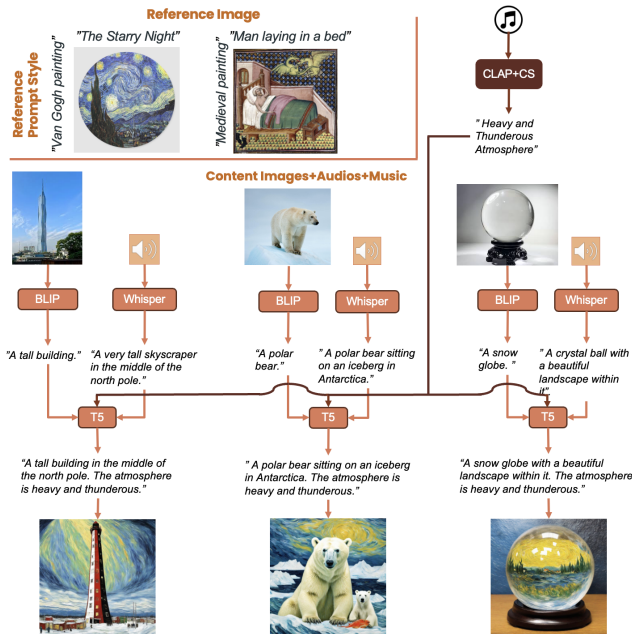 Reference Image
Reference
Prompt Style
"Van Gogh painting"
"The Starry Night"
"Medieval painting"
"Man laying in a bed"
CLAP+CS
" Heavy and
Thunderous
Atmosphere"
Content Images+Audios+Music
BLIP
Whisper
BLIP
Whisper
BLIP
Whisper
"A tall building."
“A very tall skyscraper
in the middle of the
north pole.”
“A polar
bear.”
” A polar bear sitting
on an iceberg in
Antarctica.”
“A snow
globe. ”
” A crystal ball with
a beautiful
landscape within
it”
T5
T5
T5
“A tall building in the middle of
the north pole. The atmosphere
is heavy and thunderous.”
” A polar bear sitting on an iceberg
in Antarctica. The atmosphere is
heavy and thunderous.”
“A snow globe with a beautiful
landscape within it. The atmosphere
is heavy and thunderous.”